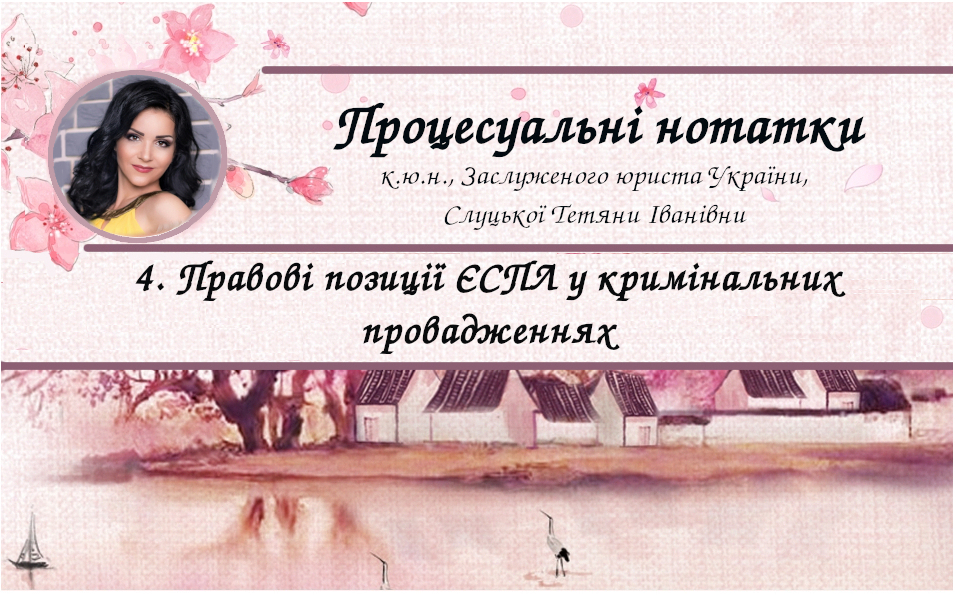 Процесуальні нотатки
к.ю.н., Заслуженого юриста України,
Слуцької Тетяни Іванівни
4. Правові позиції ЄСПЛ у кримінальних
провадженнях